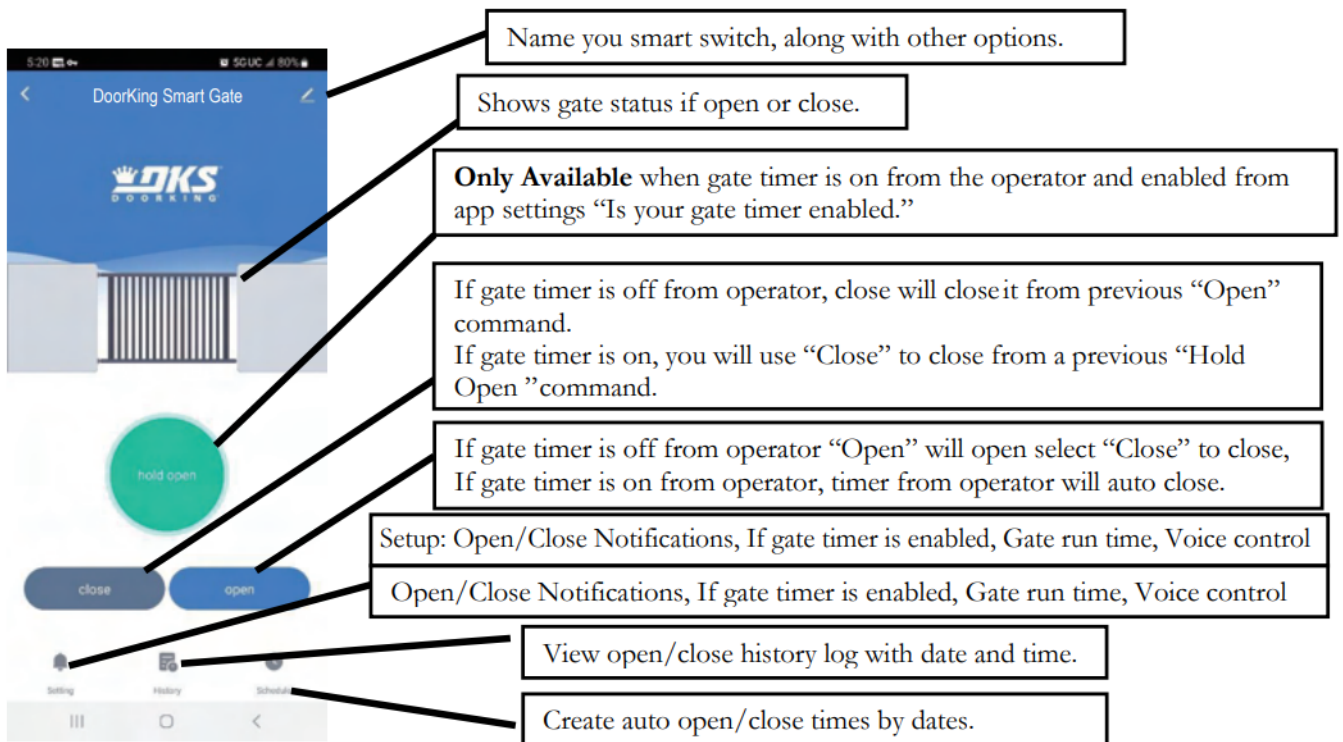 Name you smart switch, along with other options.
5:20
5GUC 80%
DoorKing Smart Gate
Shows gate status if open or close.
DKS
DOORKING
Only Available when gate timer is on from the operator and enabled from
app settings “Is your gate timer enabled.”
If gate timer is off from operator, close will close it from previous “Open”
command.
If gate timer is on, you will use “Close” to close from a previous “Hold
Open ”command.
hold open
If gate timer is off from operator “Open” will open select “Close” to close,
If gate timer is on from operator, timer from operator will auto close.
Setup: Open/Close Notifications, If gate timer is enabled, Gate run time, Voice control
close
open
Open/Close Notifications, If gate timer is enabled, Gate run time, Voice control
View open/close history log with date and time.
Setting
History
Schedule
Create auto open/close times by dates.